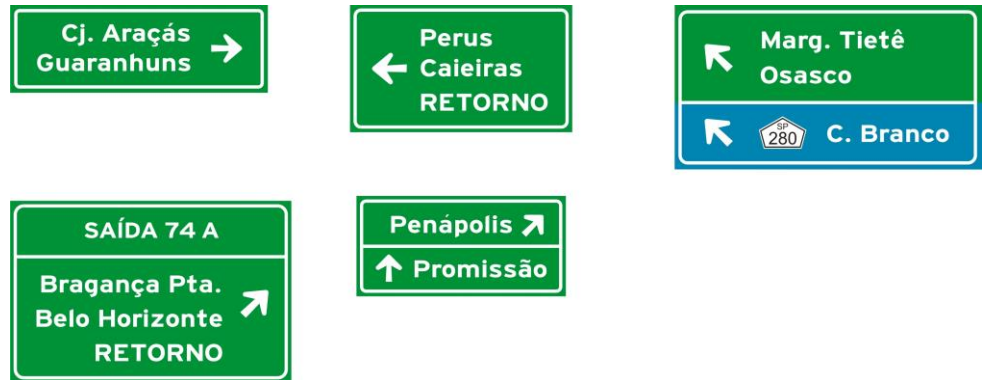 Cj. Araçás
Guaranhuns
Perus
Caieiras
RETORNO
Marg. Tietê
Osasco
SP
280
C. Branco
SAÍDA 74 A
Bragança Pta.
Belo Horizonte
RETORNO
Penápolis
Promissão